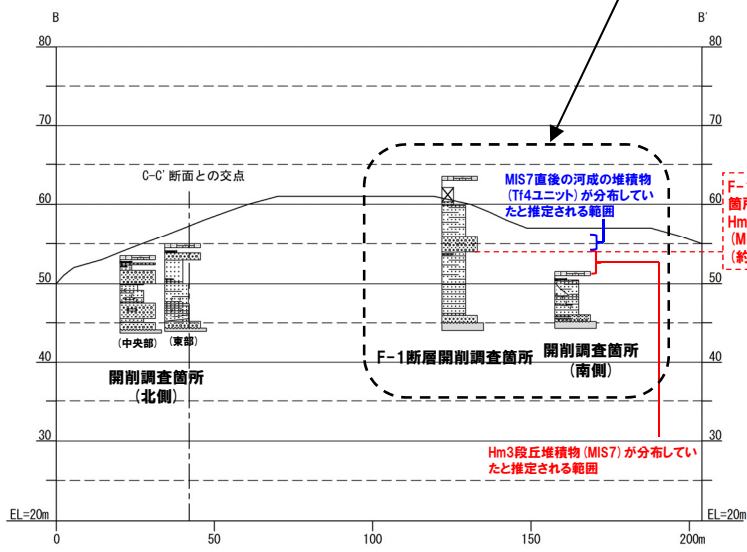 B
B'
80
80
70
70
C-C' 断面との交点
MIS7直後の河成の堆積物
(Tf4ユニット)が分布してい
たと推定される範囲
F-
箇所
Hm
(M
(約
60
60
50
50
(中央部)
(東部)
F-1断層開削調査箇所
開削調査箇所
(南側)
開削調査箇所
(北側)
40
40
30
30
Hm3段丘堆積物(MIS7)が分布してい
たと推定される範囲
EL=20m
EL=20m
0
50
100
150
200m